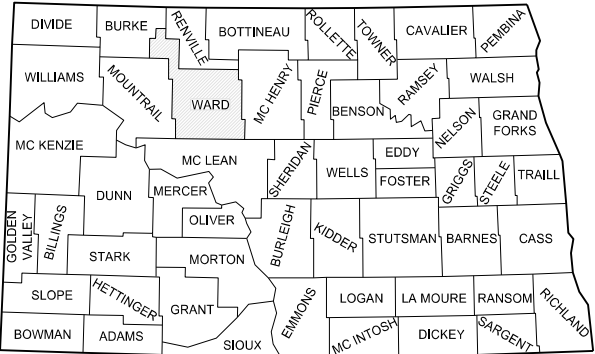 DIVIDE
BURKE
RENVILLE
BOTTINEAU
ROLLETTE
TOWNER
CAVALIER
PEMBINA
WILLIAMS
MOUNTRAIL
WARD
MC HENRY
PIERCE
BENSON
RAMSEY
WALSH
MC KENZIE
MC LEAN
SHERIDAN
WELLS
EDDY
FOSTER
NELSON
GRAND
FORKS
DUNN
MERCER
OLIVER
GRIGGS
STEELE
TRAILL
GOLDEN
VALLEY
BILLINGS
STARK
MORTON
BURLEIGH
KIDDER
STUTSMAN
BARNES
CASS
SLOPE
HETTINGER
GRANT
EMMONS
LOGAN
LA MOURE
RANSOM
RICHLAND
BOWMAN
ADAMS
SIOUX
MC INTOSH
DICKEY
SARGENT